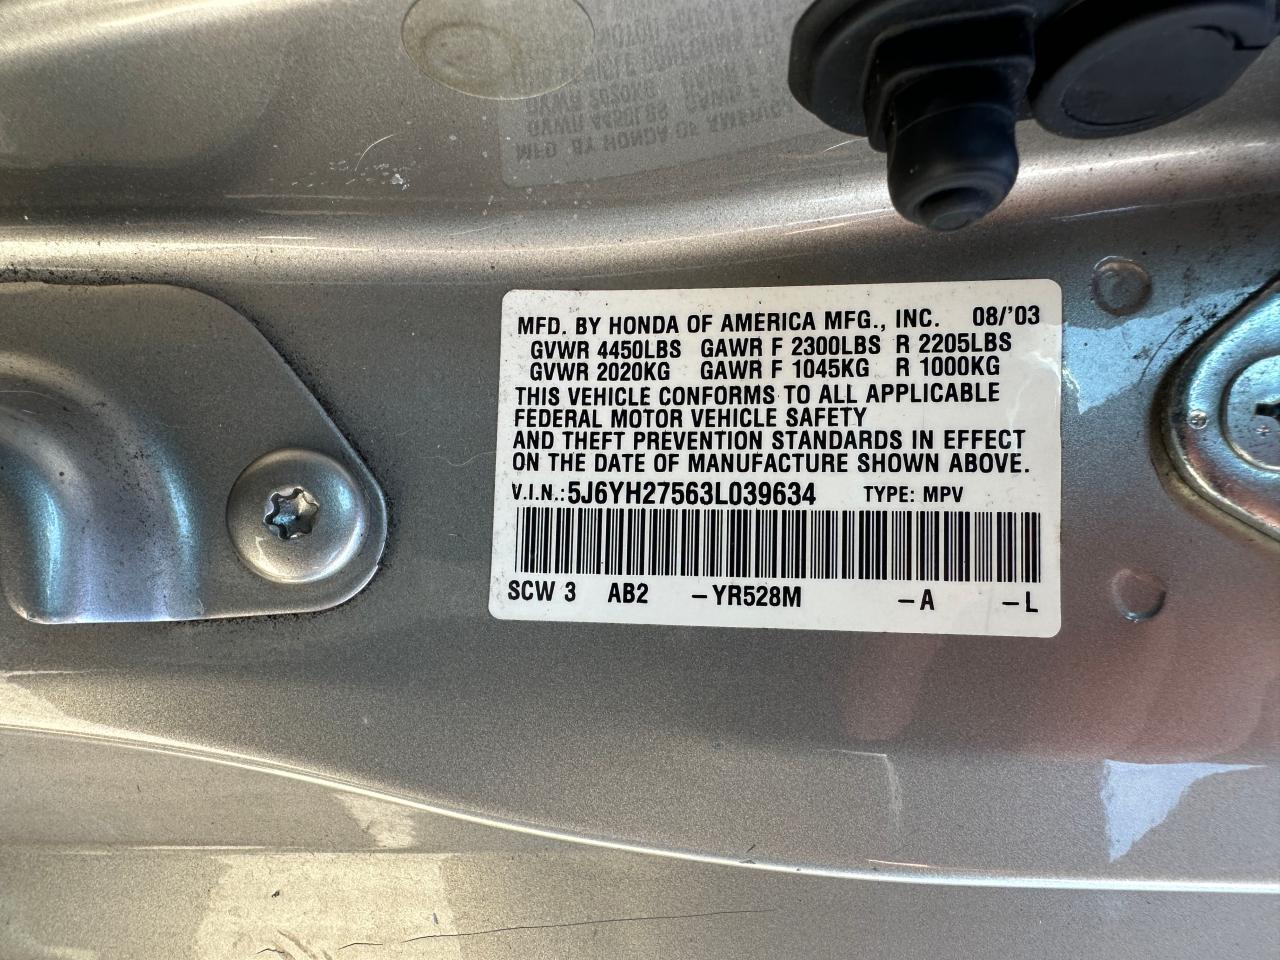 MFD. BY HONDA OF AMERICA MFG., INC. 08/'03
GVWR 4450LBS GAWR F 2300LBS R 2205LBS
GVWR 2020KG GAWR F 1045KG R 1000KG
THIS VEHICLE CONFORMS TO ALL APPLICABLE
FEDERAL MOTOR VEHICLE SAFETY
AND THEFT PREVENTION STANDARDS IN EFFECT
ON THE DATE OF MANUFACTURE SHOWN ABOVE.
V.I.N.: 5J6YH27563L039634 TYPE: MPV
SCW 3 AB2 –YR528M –A –L